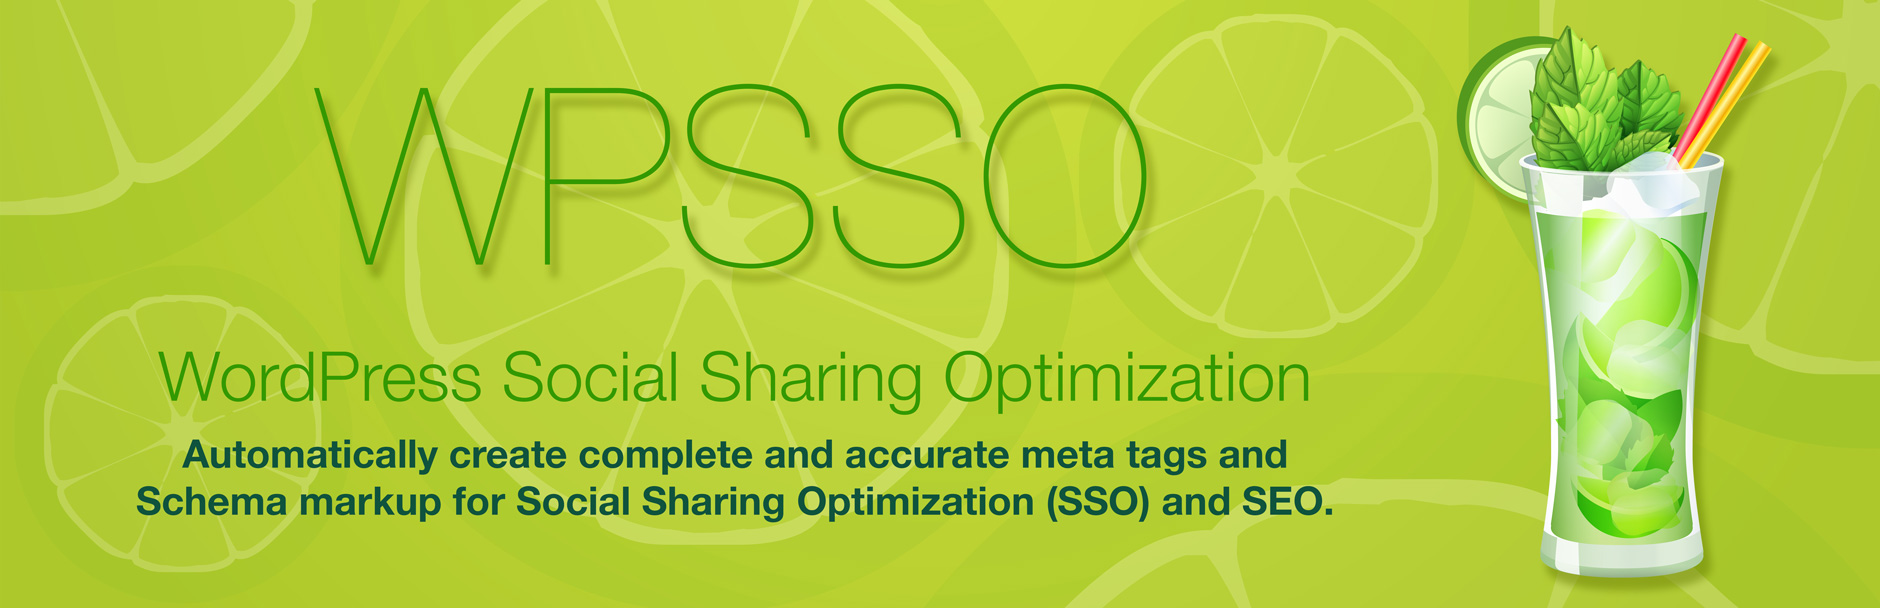 WPSSO
WordPress Social Sharing Optimization
Automatically create complete and accurate meta tags and
Schema markup for Social Sharing Optimization (SSO) and SEO.